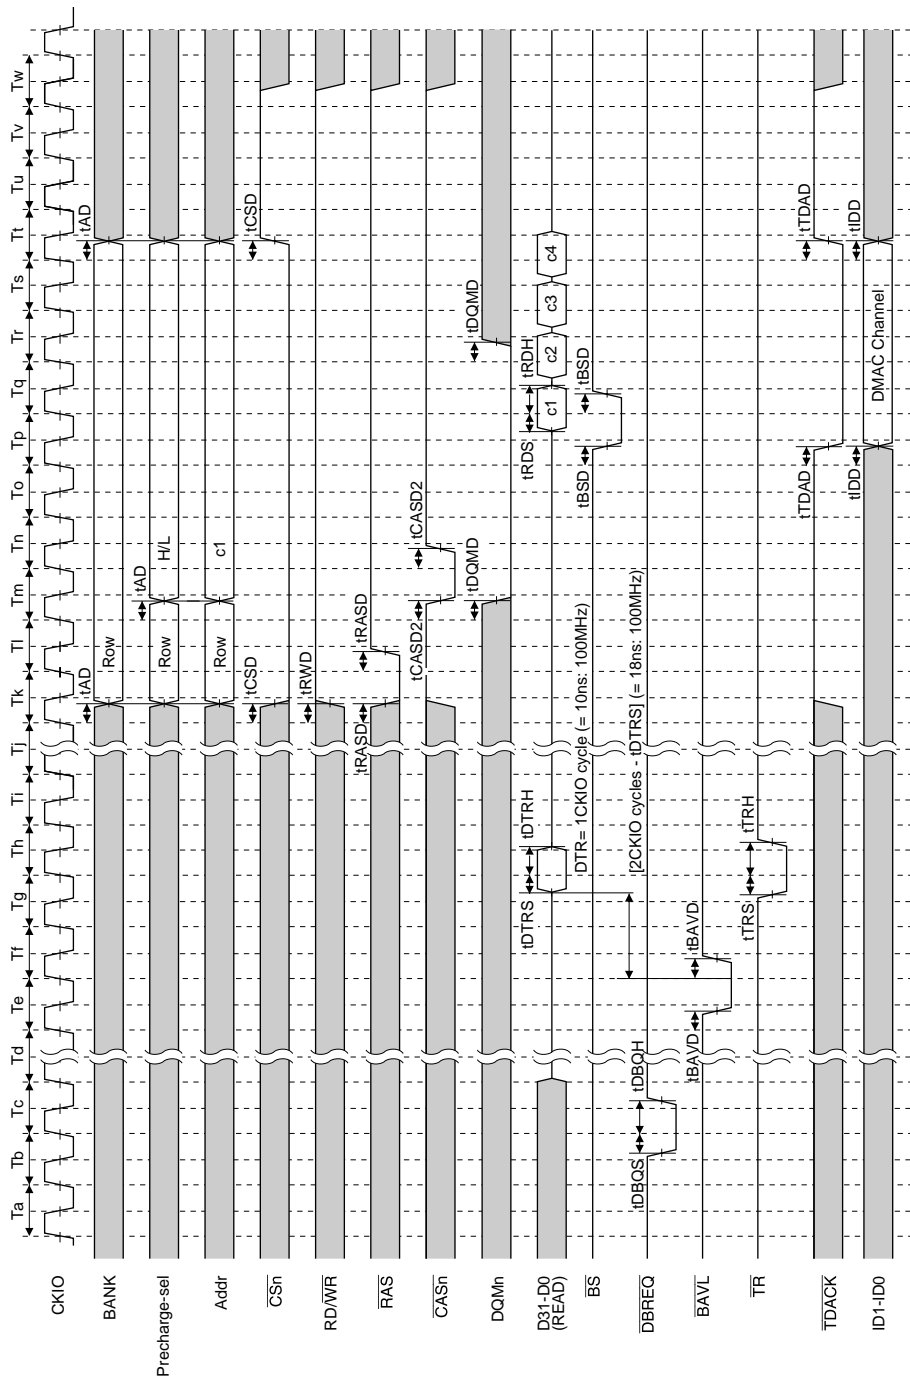 Ta Tb Tc Td Te Tf Tg Th Ti Tj Tk Tl Tm Tn To Tp Tq Tr Ts Tt Tu Tv Tw
CKIO
tAD tAD
BANK Row
tAD
Precharge-sel Row H/L
Addr Row c1
tCSD tCSD
CSn
tRWD
RD/WR
tRASD tRASD
RAS
tCASD2 tCASD2
CASn
tDQMD tDQMD
DQMn
tDTRS tDTRH tRDS tRDH
D31-D0
(READ)
c1 c2 c3 c4
DTR= 1CKIO cycle (= 10ns: 100MHz)
tBSD tBSD
BS
[2CKIO cycles - tDTRS] (= 18ns: 100MHz)
tDBQS tDBQH
DBREQ
tBAVD tBAVD
BAVL
tTRS tTRH
TR
tTDAD tTDAD
TDACK
tIDD tIDD
ID1-ID0 DMAC Channel